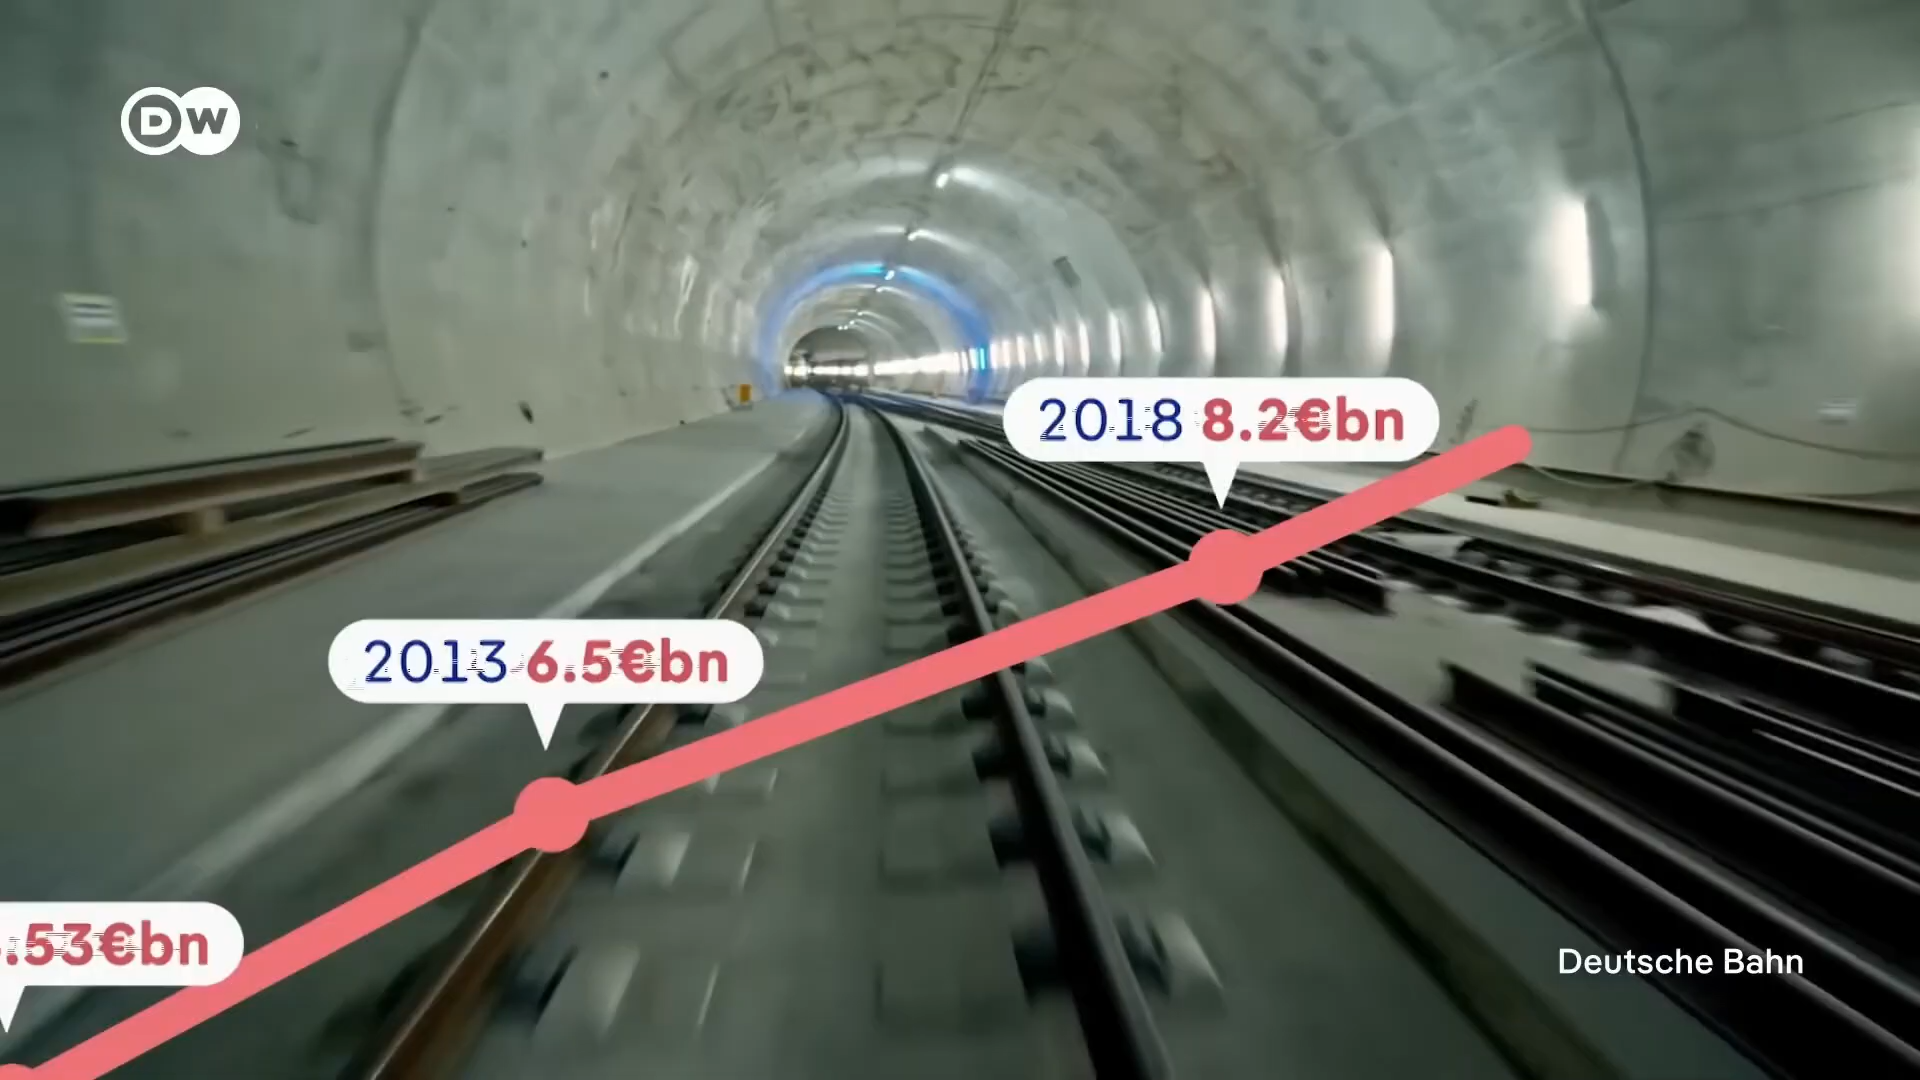 DW
2018 8.2€bn
2013 6.5€bn
.53€bn
Deutsche Bahn